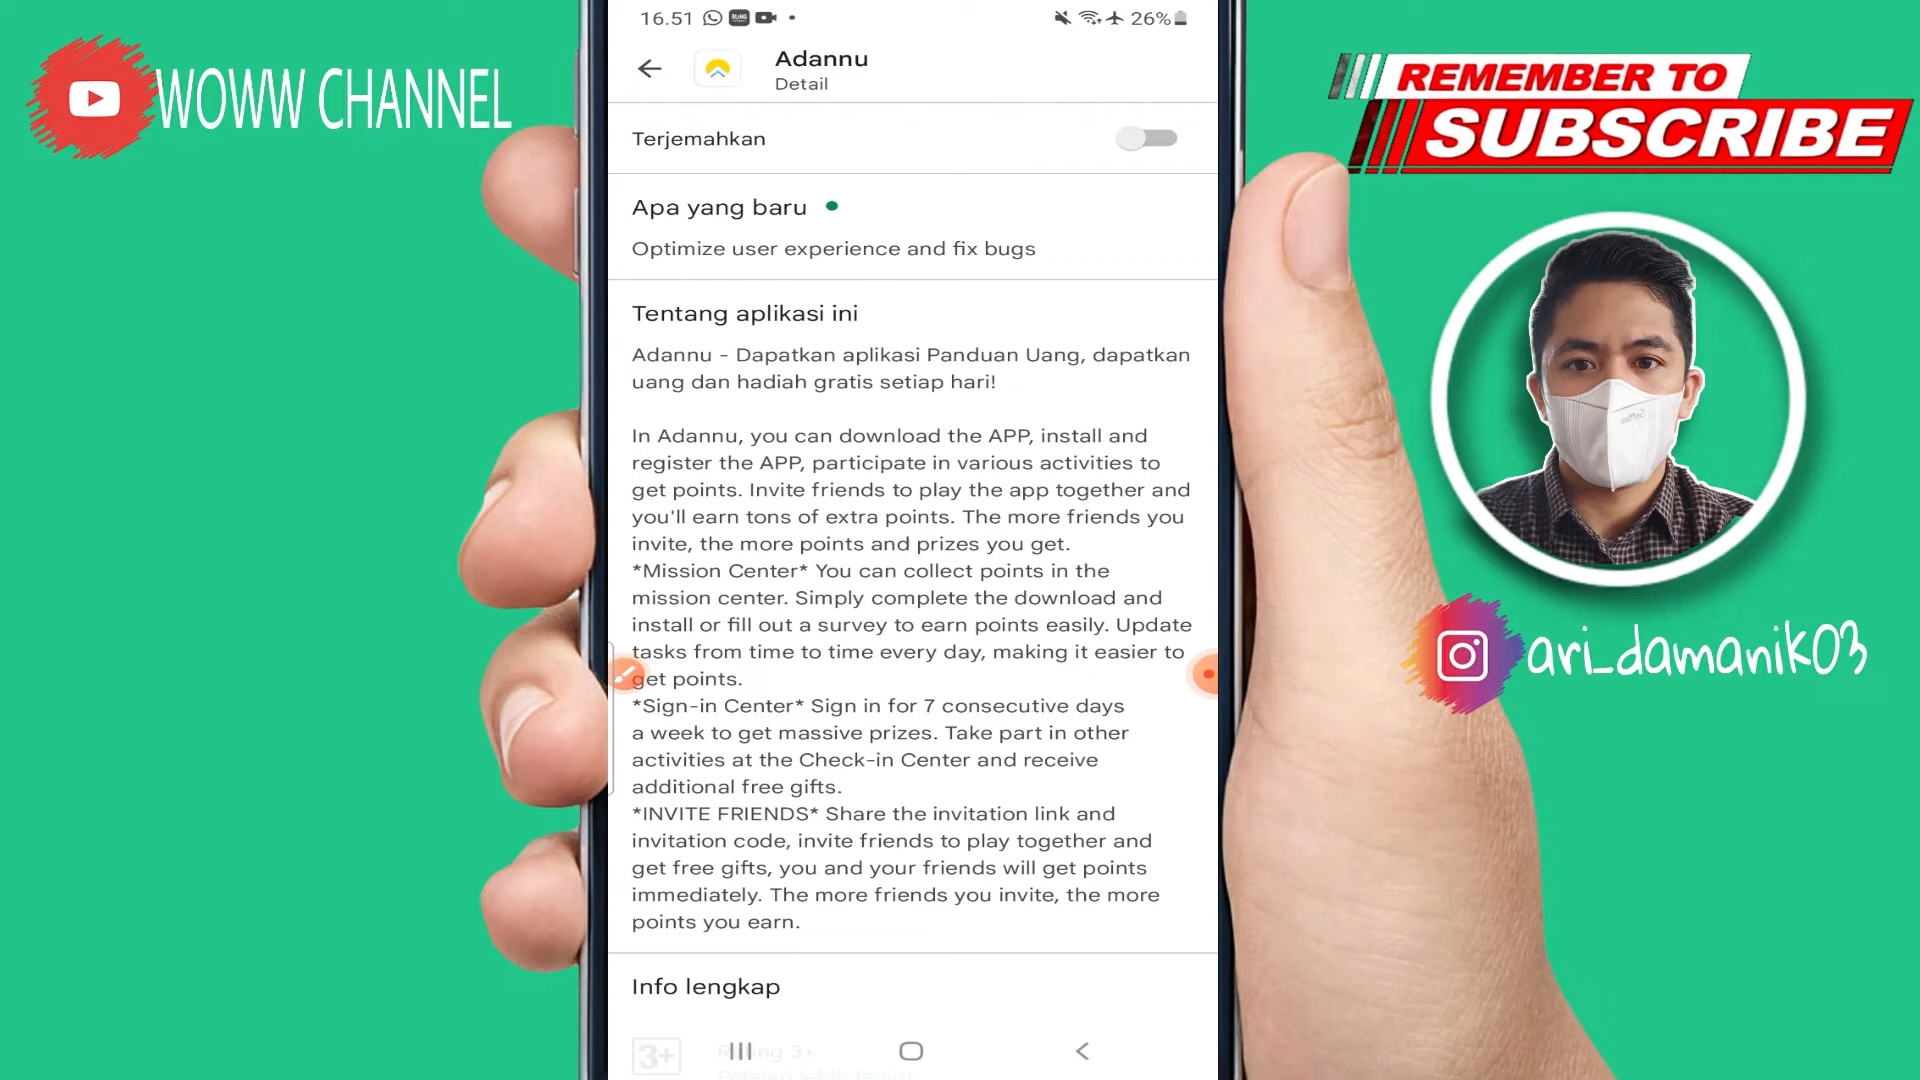 WOWW CHANNEL
16.51
26%
Adannu
Detail
Terjemahkan
Apa yang baru
Optimize user experience and fix bugs
Tentang aplikasi ini
Adannu - Dapatkan aplikasi Panduan Uang, dapatkan
uang dan hadiah gratis setiap hari!
In Adannu, you can download the APP, install and
register the APP, participate in various activities to
get points. Invite friends to play the app together and
you'll earn tons of extra points. The more friends you
invite, the more points and prizes you get.
*Mission Center* You can collect points in the
mission center. Simply complete the download and
install or fill out a survey to earn points easily. Update
tasks from time to time every day, making it easier to
get points.
*Sign-in Center* Sign in for 7 consecutive days
a week to get massive prizes. Take part in other
activities at the Check-in Center and receive
additional free gifts.
*INVITE FRIENDS* Share the invitation link and
invitation code, invite friends to play together and
get free gifts, you and your friends will get points
immediately. The more friends you invite, the more
points you earn.
Info lengkap
3+
Rating 3+
REMEMBER TO
SUBSCRIBE
ari_damanik03